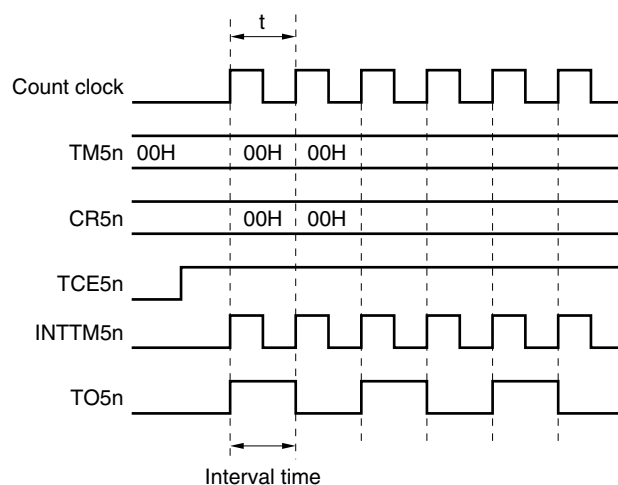 t
Count clock
TM5n 00H 00H 00H
CR5n 00H 00H
TCE5n
INTTM5n
TO5n
Interval time